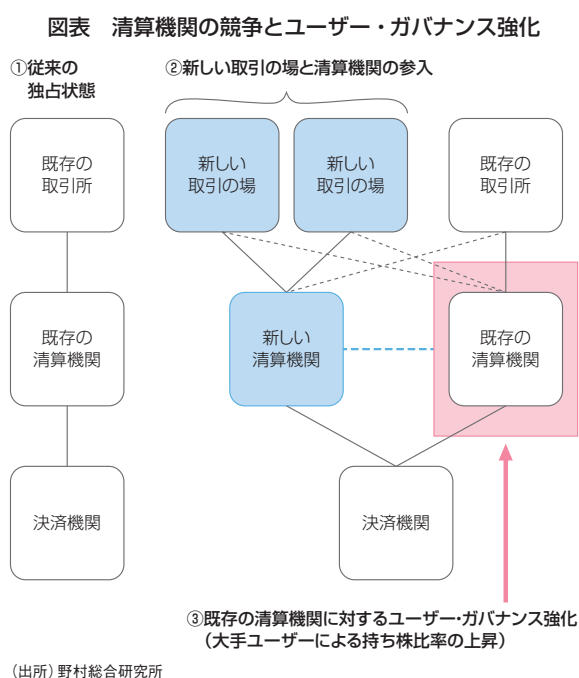 図表　清算機関の競争とユーザー・ガバナンス強化
①従来の
独占状態
②新しい取引の場と清算機関の参入
既存の
取引所
新しい
取引の場
新しい
取引の場
既存の
取引所
既存の
清算機関
新しい
清算機関
既存の
清算機関
決済機関
決済機関
③既存の清算機関に対するユーザー・ガバナンス強化
（大手ユーザーによる持ち株比率の上昇）
（出所）野村総合研究所